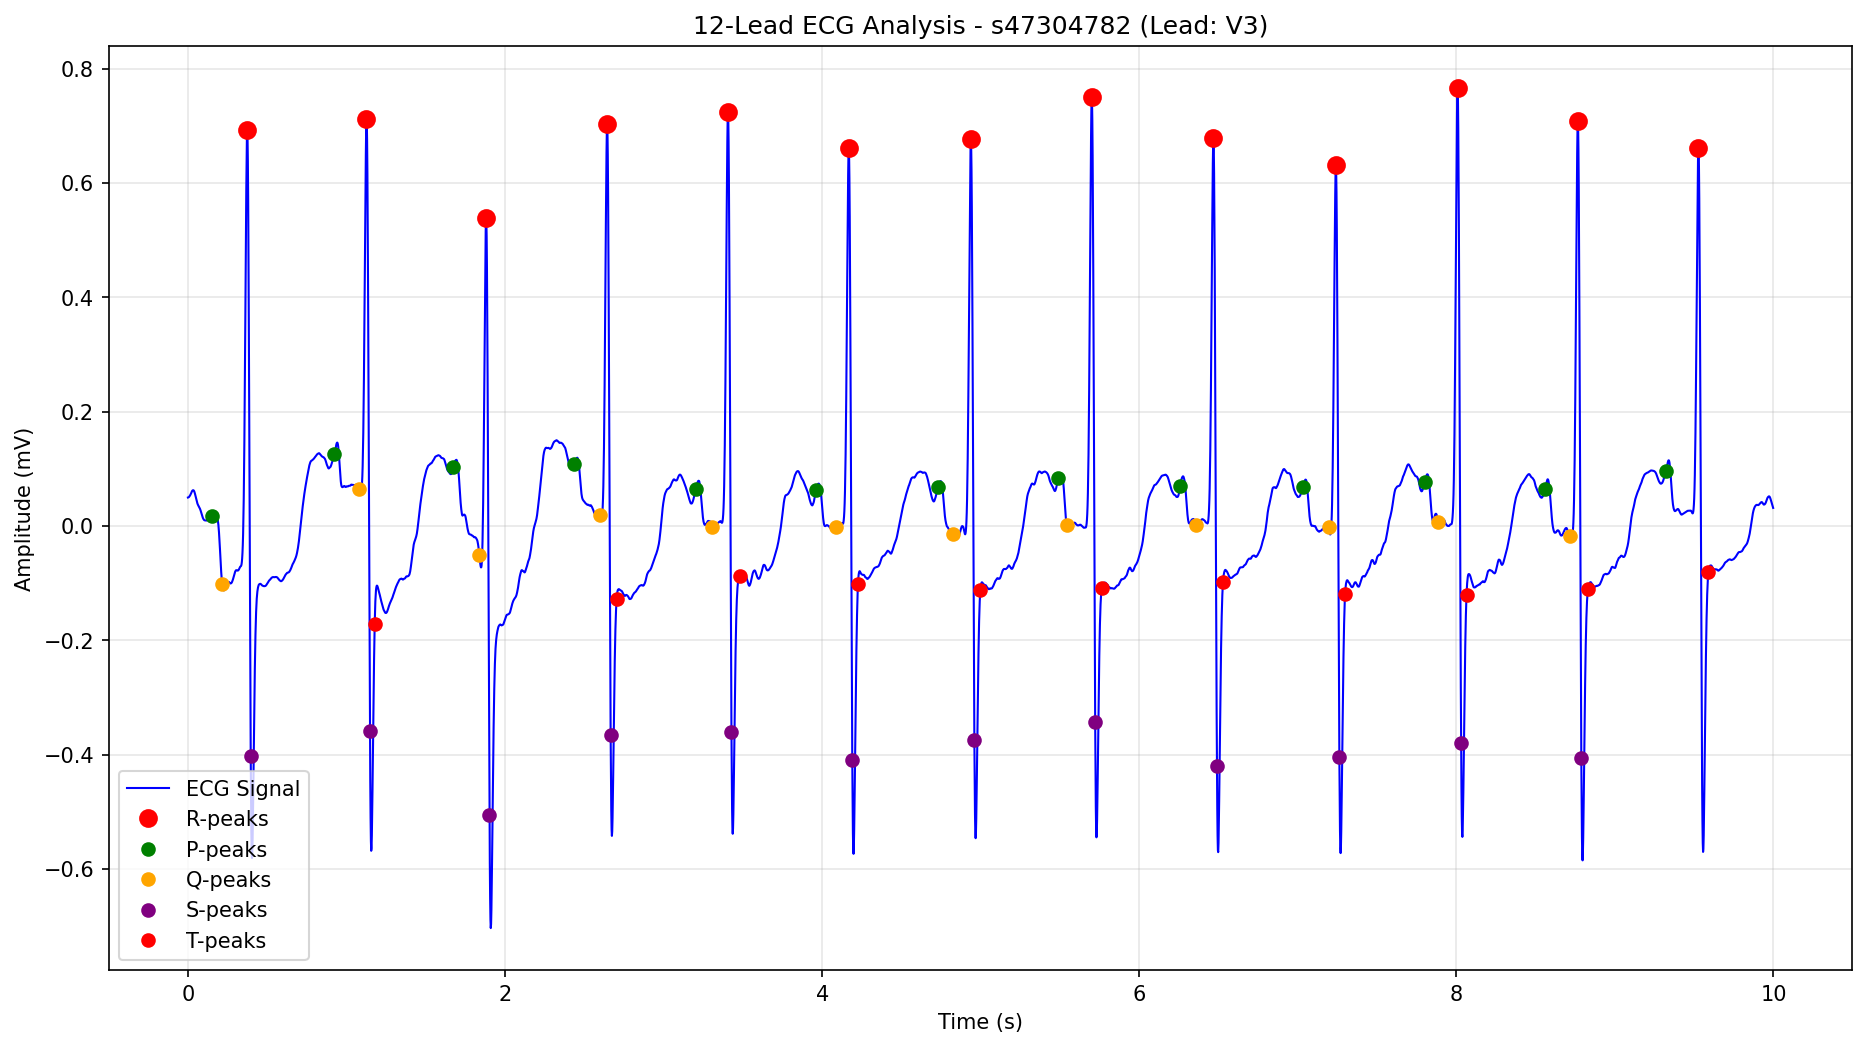 12-Lead ECG Analysis - s47304782 (Lead: V3)
Amplitude (mV)
0.8
0.6
0.4
0.2
0.0
−0.2
−0.4
−0.6
ECG Signal
R-peaks
P-peaks
Q-peaks
S-peaks
T-peaks
0 2 4 6 8 10
Time (s)